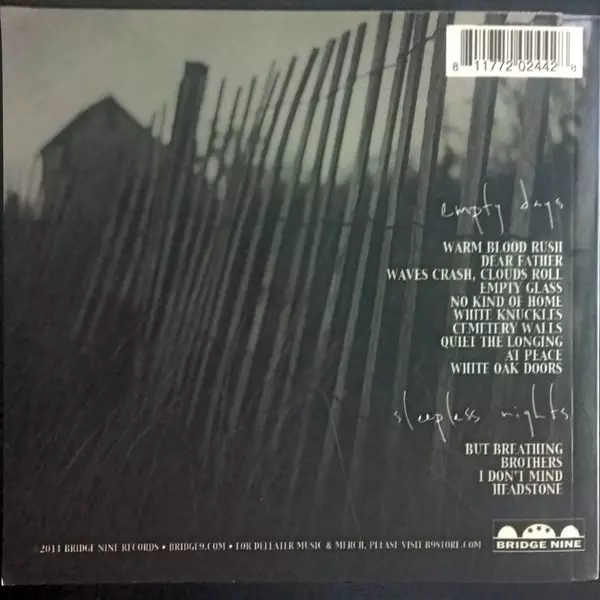 8 11772 02442 8
empty days
WARM BLOOD RUSH
DEAR FATHER
WAVES CRASH, CLOUDS ROLL
EMPTY GLASS
NO KIND OF HOME
WHITE KNUCKLES
CEMETERY WALLS
QUIET THE LONGING
AT PEACE
WHITE OAK DOORS
sleepless nights
BUT BREATHING
BROTHERS
I DON'T MIND
HEADSTONE
©2011 BRIDGE NINE RECORDS • BRIDGE9.COM • FOR DEFEATER MUSIC & MERCH, PLEASE VISIT B9STORE.COM
BRIDGE NINE